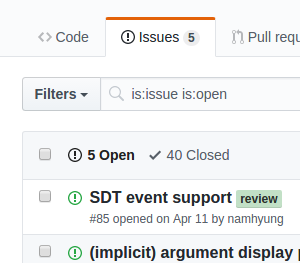 Code Issues 5 Pull requ
Filters is:issue is:open
5 Open 40 Closed
SDT event support review
#85 opened on Apr 11 by namhyung
(implicit) argument display